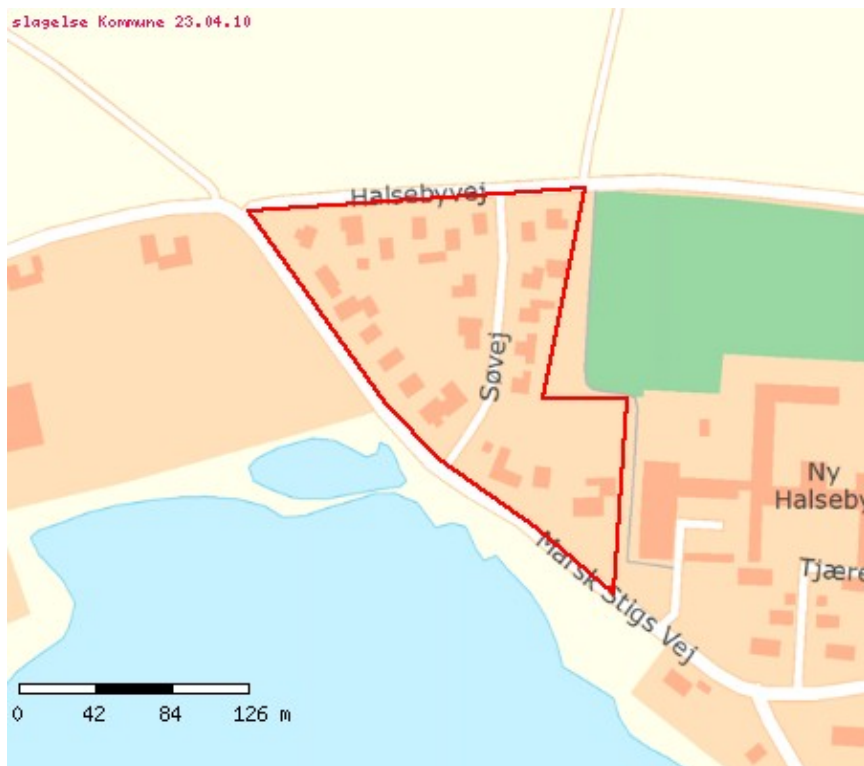 slagelse Kommune 23.04.10
Halsebyvej
Søvej
Ny
Halseby
Tjære
Marsk Stigs Vej
0 42 84 126 m